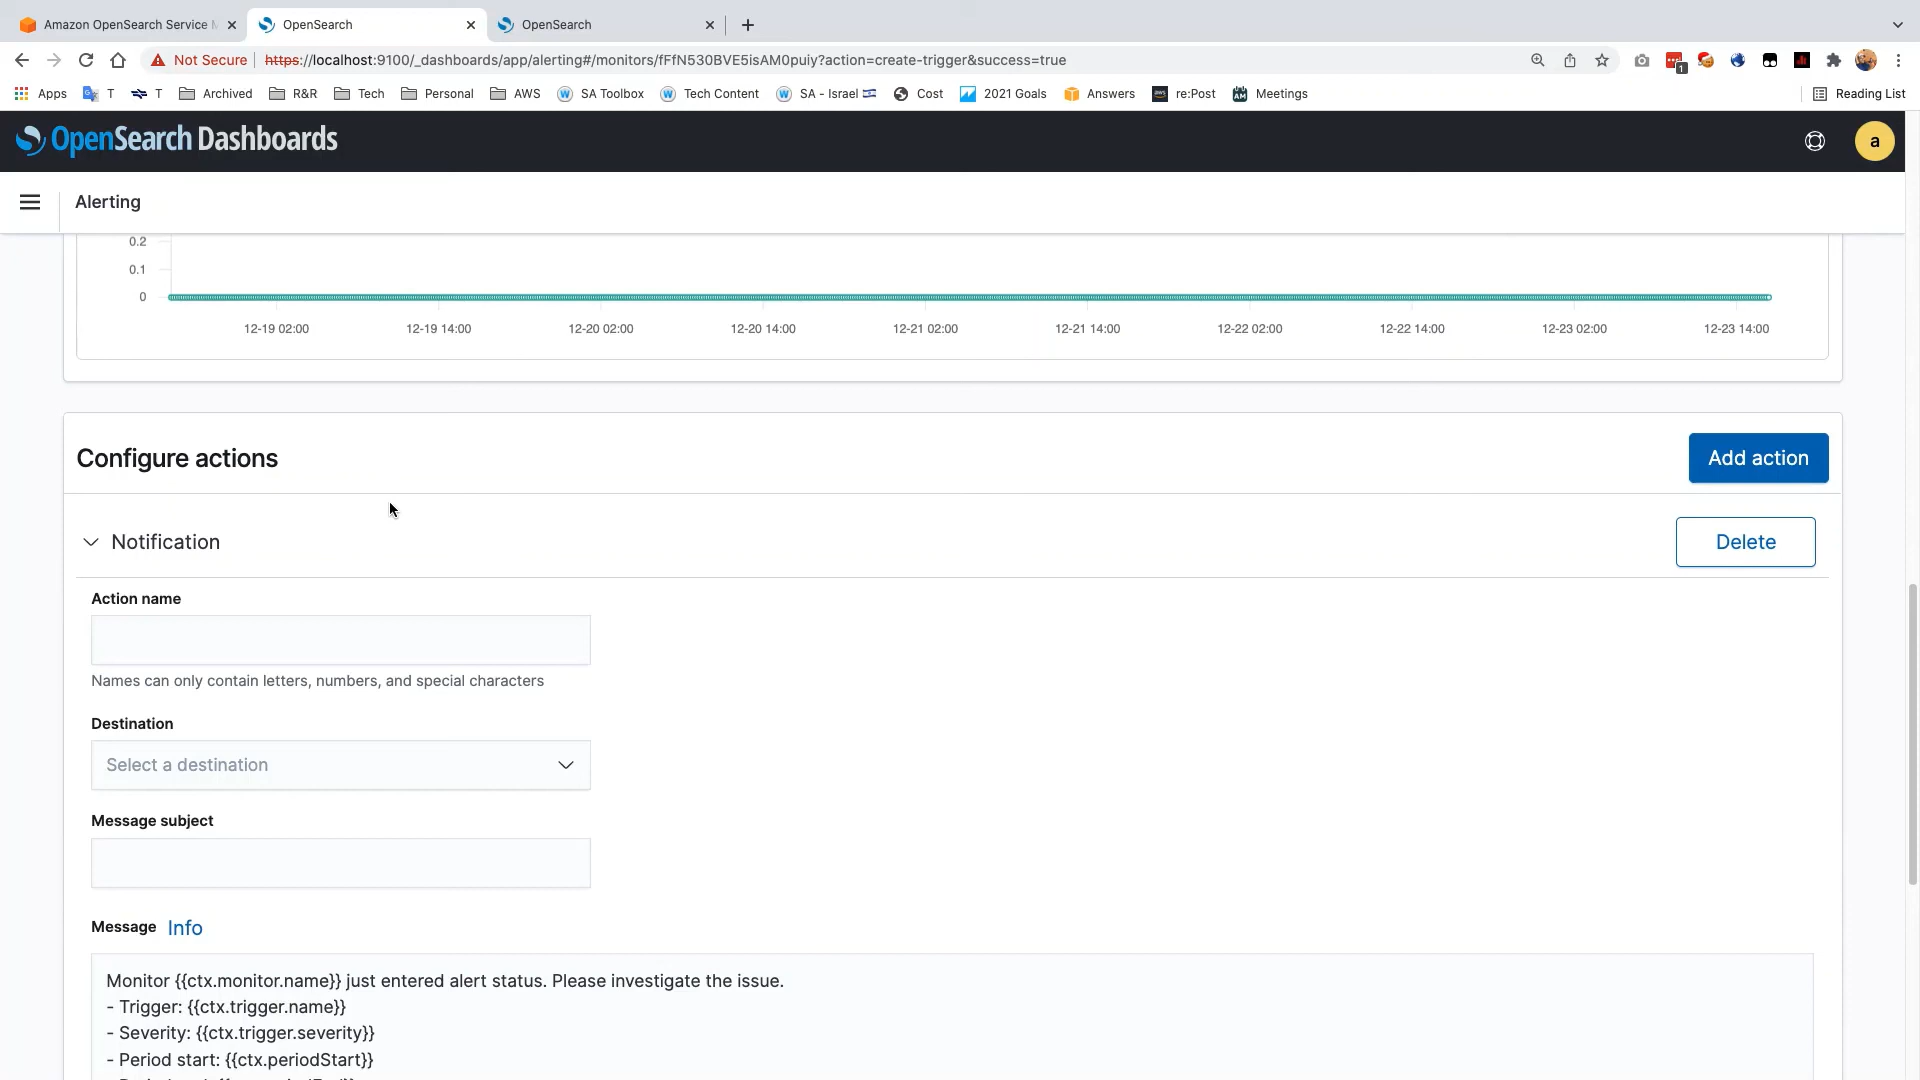 Amazon OpenSearch Service M
OpenSearch
OpenSearch
Not Secure
https://localhost:9100/_dashboards/app/alerting#/monitors/fFfN530BVE5isAM0puiy?action=create-trigger&success=true
1
Apps
T
T
Archived
R&R
Tech
Personal
AWS
SA Toolbox
Tech Content
SA - Israel
Cost
2021 Goals
Answers
re:Post
Meetings
Reading List
OpenSearch Dashboards
a
Alerting
0.2
0.1
0
12-19 02:00
12-19 14:00
12-20 02:00
12-20 14:00
12-21 02:00
12-21 14:00
12-22 02:00
12-22 14:00
12-23 02:00
12-23 14:00
Configure actions
Add action
Notification
Delete
Action name
Names can only contain letters, numbers, and special characters
Destination
Select a destination
Message subject
Message Info
Monitor {{ctx.monitor.name}} just entered alert status. Please investigate the issue.
- Trigger: {{ctx.trigger.name}}
- Severity: {{ctx.trigger.severity}}
- Period start: {{ctx.periodStart}}